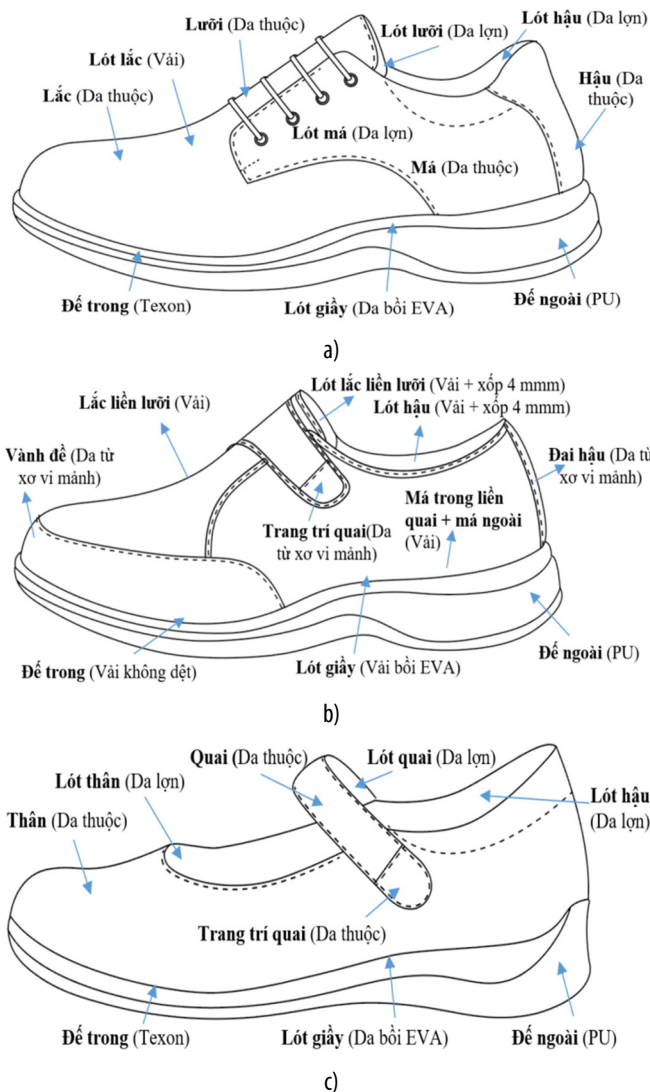 Lưỡi (Da thuộc)
Lót hậu (Da lợn)
Lót lưỡi (Da lợn)
Lót lắc (Vải)
Hậu (Da
thuộc)
Lắc (Da thuộc)
Lót má (Da lợn)
Má (Da thuộc)
Đế trong (Texon)
Lót giầy (Da bồi EVA)
Đế ngoài (PU)
a)
Lót lắc liền lưỡi (Vải + xốp 4 mmm)
Lắc liền lưỡi (Vải)
Lót hậu (Vải + xốp 4 mmm)
Vành đề (Da từ
xơ vi mảnh)
Đai hậu (Da từ
xơ vi mảnh)
Trang trí quai(Da
từ xơ vi mảnh)
Má trong liền
quai + má ngoài
(Vải)
Đế trong (Vải không dệt)
Lót giầy (Vải bồi EVA)
Đế ngoài (PU)
b)
Quai (Da thuộc)
Lót quai (Da lợn)
Lót thân (Da lợn)
Lót hậu
(Da lợn)
Thân (Da thuộc)
Trang trí quai (Da thuộc)
Đế trong (Texon)
Lót giầy (Da bồi EVA)
Đế ngoài (PU)
c)